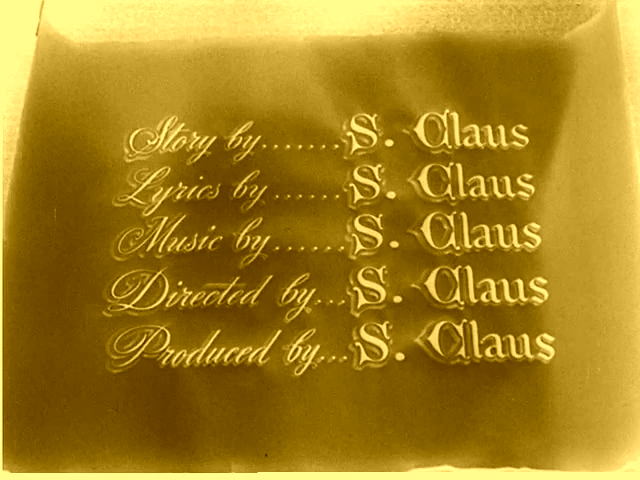 Story by.......S. Claus
Lyrics by......S. Claus
Music by......S. Claus
Directed by...S. Claus
Produced by...S. Claus